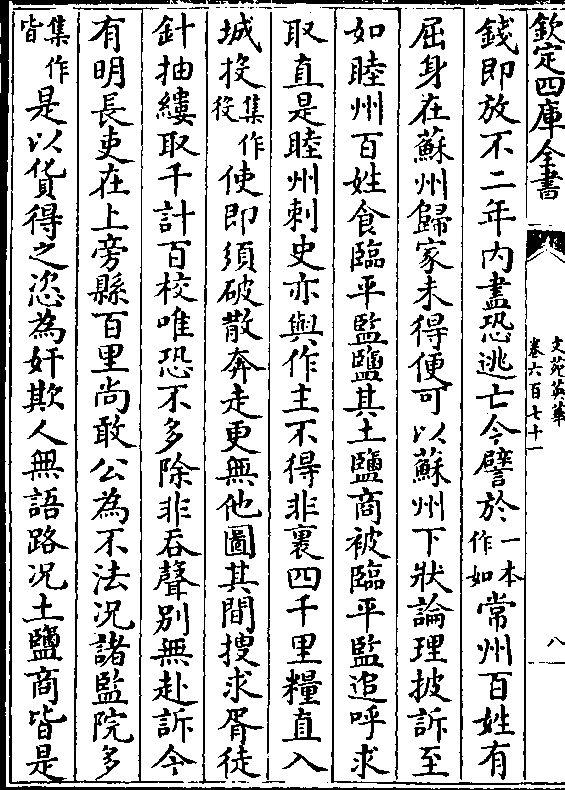 欽定四庫全書
文苑英華
卷六百七十一
八
錢即放不二年内盡恐逃亡今譬於一本作如常州百姓有
屈身在蘇州歸家未得便可以蘇州下狀論理披訴至
如睦州百姓食臨平監鹽其土鹽商被臨平監追呼求
取直是睦州刺史亦與作主不得非裹四千里糧直入
城投集作役使即須破散奔走更無他圖其間搜求胥徒
針抽縷取千計百校唯恐不多除非吞聲别無赴訴今
有明長吏在上旁縣百里尚敢公為不法况諸監院多
集作皆是以貨得之恣為奸欺人無語路况土鹽商皆是